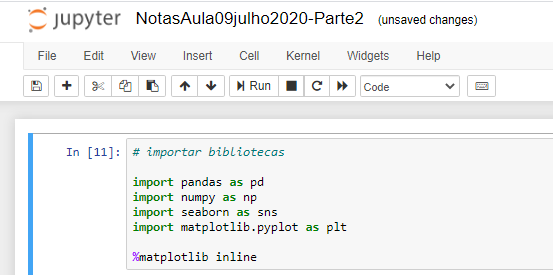 jupyter NotasAula09julho2020-Parte2 (unsaved changes)
File Edit View Insert Cell Kernel Widgets Help
Run Code
In [11]: # importar bibliotecas
import pandas as pd
import numpy as np
import seaborn as sns
import matplotlib.pyplot as plt
%matplotlib inline